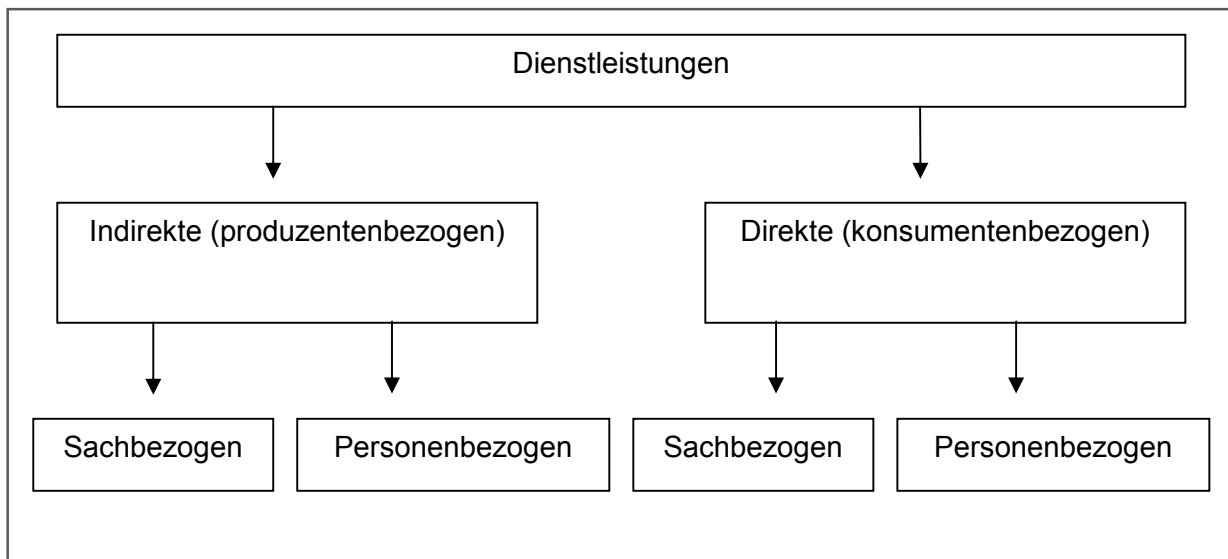 Dienstleistungen
Indirekte (produzentenbezogen)
Direkte (konsumentenbezogen)
Sachbezogen
Personenbezogen
Sachbezogen
Personenbezogen